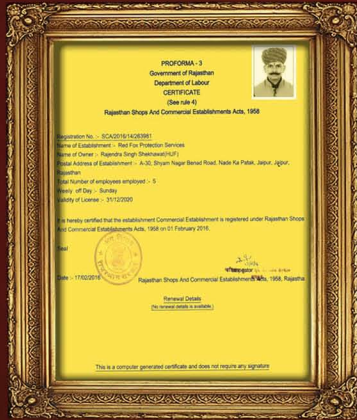 PROFORMA - 3
Government of Rajasthan
Department of Labour
CERTIFICATE
(See rule 4)
Rajasthan Shops And Commercial Establishments Acts, 1958
Registration No. :- SCA/2016/14/263981
Name of Establishment :- Red Fox Protection Services
Name of Owner :- Rajendra Singh Shekhawat(HUF)
Postal Address of Establishment :- A-30, Shyam Nagar Benad Road, Nade Ka Patek, Jaipur, Jaipur,
Rajasthan
Total Number of employees employed :- 5
Weekly off Day :- Sunday
Validity of License :- 31/12/2020
It is hereby certified that the establishment Commercial Establishment is registered under Rajasthan Shops
And Commercial Establishments Acts, 1958 on 01 February 2016.
Seal
Date :- 17/02/2016
Rajasthan Shops And Commercial Establishments Acts, 1958, Rajastha
Renewal Details
(No renewal details is available.)
This is a computer generated certificate and does not require any signature